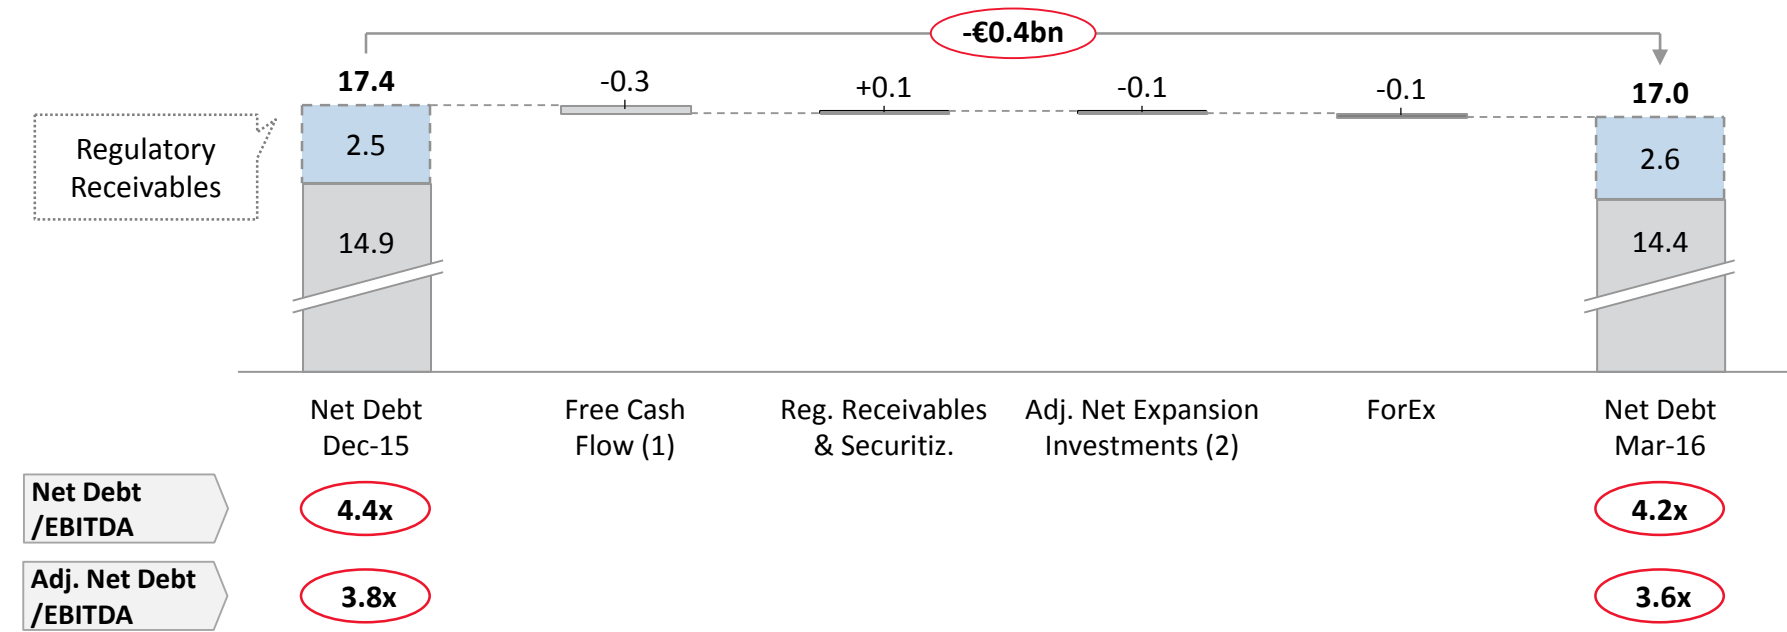 -€0.4bn
17.4
-0.3
+0.1
-0.1
-0.1
17.0
Regulatory
Receivables
2.5
2.6
14.9
14.4
Net Debt
Dec-15
Free Cash
Flow (1)
Reg. Receivables
& Securitiz.
Adj. Net Expansion
Investments (2)
ForEx
Net Debt
Mar-16
Net Debt
/EBITDA
4.4x
4.2x
Adj. Net Debt
/EBITDA
3.8x
3.6x